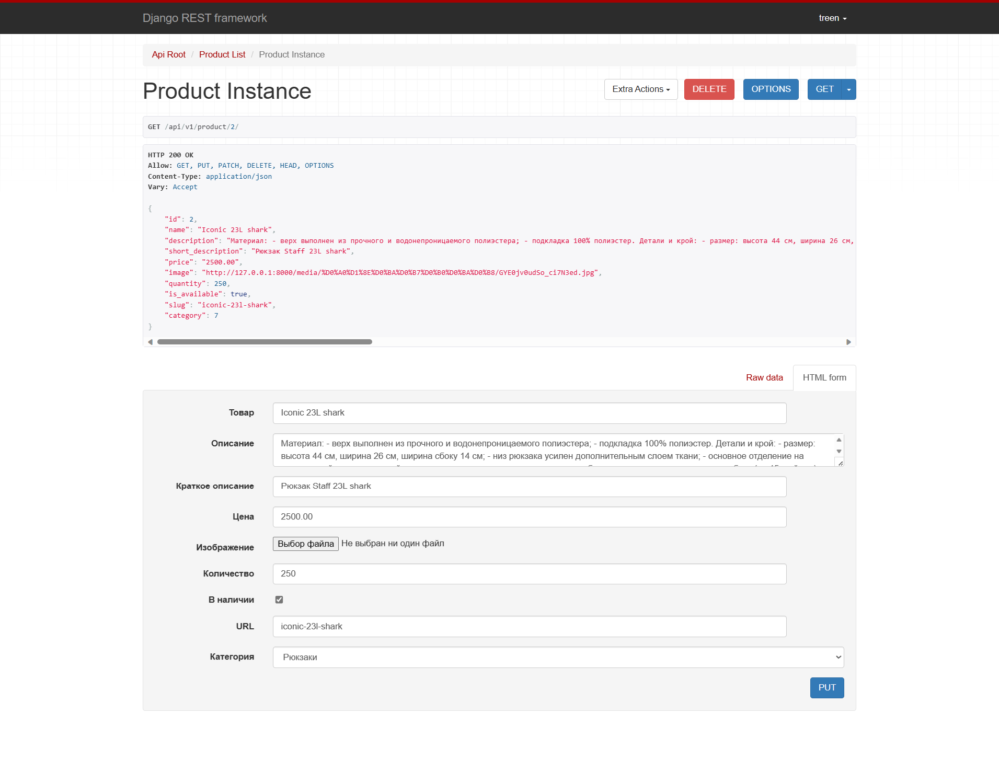 Django REST framework
treen
Api Root / Product List / Product Instance
Product Instance
Extra Actions
DELETE
OPTIONS
GET
GET /api/v1/product/2/
HTTP 200 OK
Allow: GET, PUT, PATCH, DELETE, HEAD, OPTIONS
Content-Type: application/json
Vary: Accept
{
"id": 2,
"name": "Iconic 23L shark",
"description": "Материал: - верх выполнен из прочного и водонепроницаемого полиэстера; - подкладка 100% полиэстер. Детали и крой: - размер: высота 44 см, ширина 26 см,
"short_description": "Рюкзак Staff 23L shark",
"price": "2500.00",
"image": "http://127.0.0.1:8000/media/%D0%A0%D1%8E%D0%BA%D0%B7%D0%B0%D0%BA%D0%B8/GYE0jv0udSo_ci7N3ed.jpg",
"quantity": 250,
"is_available": true,
"slug": "iconic-23l-shark",
"category": 7
}
Raw data
HTML form
Товар
Iconic 23L shark
Описание
Материал: - верх выполнен из прочного и водонепроницаемого полиэстера; - подкладка 100% полиэстер. Детали и крой: - размер:
высота 44 см, ширина 26 см, ширина сбоку 14 см; - низ рюкзака усилен дополнительным слоем ткани; - основное отделение на
Краткое описание
Рюкзак Staff 23L shark
Цена
2500.00
Изображение
Выбор файла Не выбран ни один файл
Количество
250
В наличии
URL
iconic-23l-shark
Категория
Рюкзаки
PUT